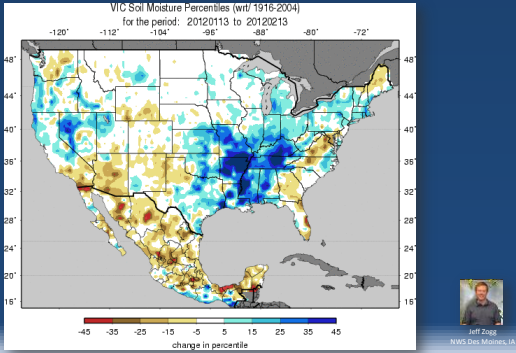 VIC Soil Moisture Percentiles (wrt/ 1916-2004)
for the period: 20120113 to 20120213
-120° -112° -104° -96° -88° -80° -72°
48° 48°
44° 44°
40° 40°
36° 36°
32° 32°
28° 28°
24° 24°
20° 20°
16° 16°
-45 -35 -25 -15 -5 5 15 25 35 45
change in percentile
Jeff Zogg
NWS Des Moines, IA